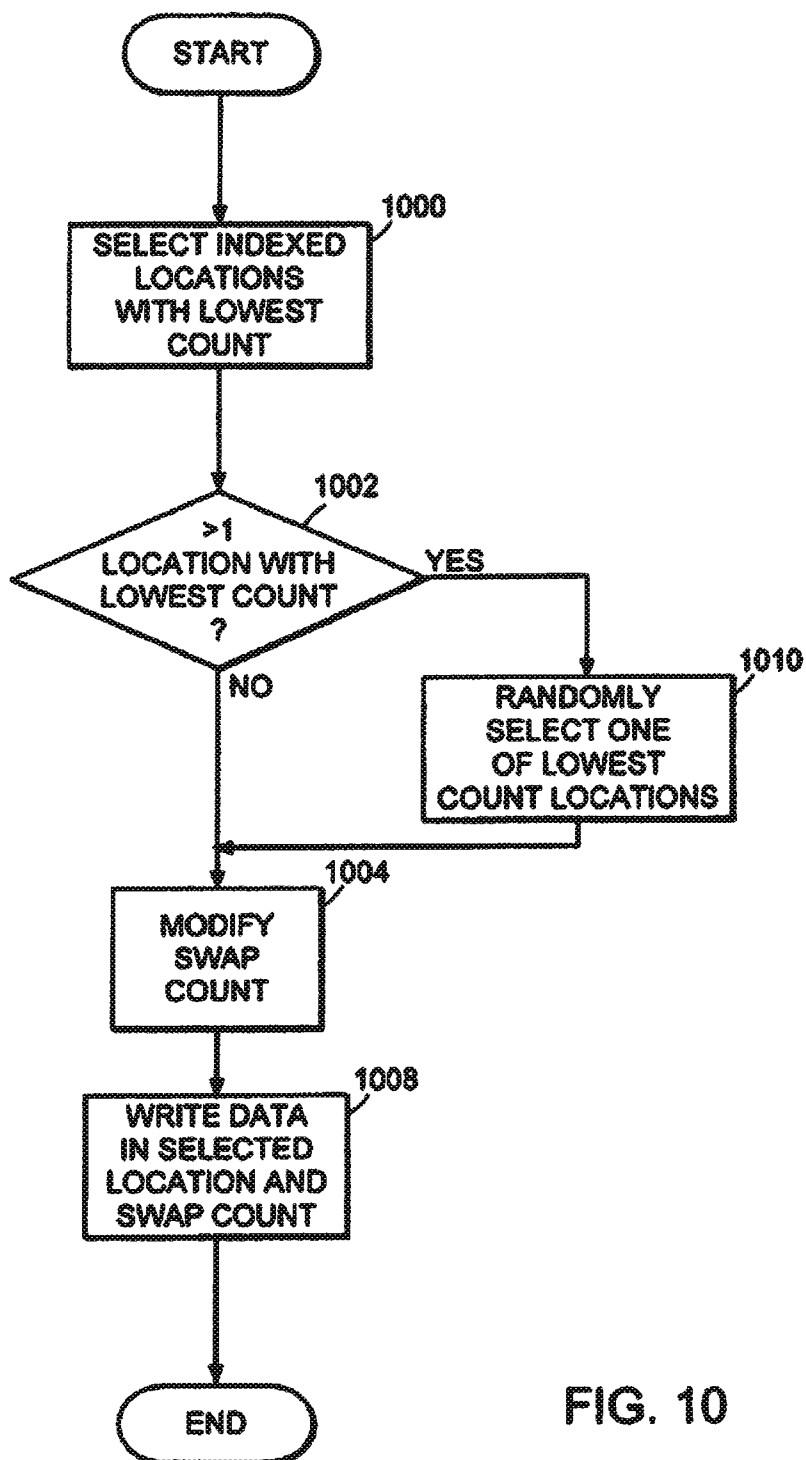 START
1000
SELECT INDEXED
LOCATIONS
WITH LOWEST
COUNT
1002
>1
LOCATION WITH
LOWEST COUNT
?
YES
NO
1010
RANDOMLY
SELECT ONE
OF LOWEST
COUNT LOCATIONS
1004
MODIFY
SWAP
COUNT
1008
WRITE DATA
IN SELECTED
LOCATION AND
SWAP COUNT
END
FIG. 10